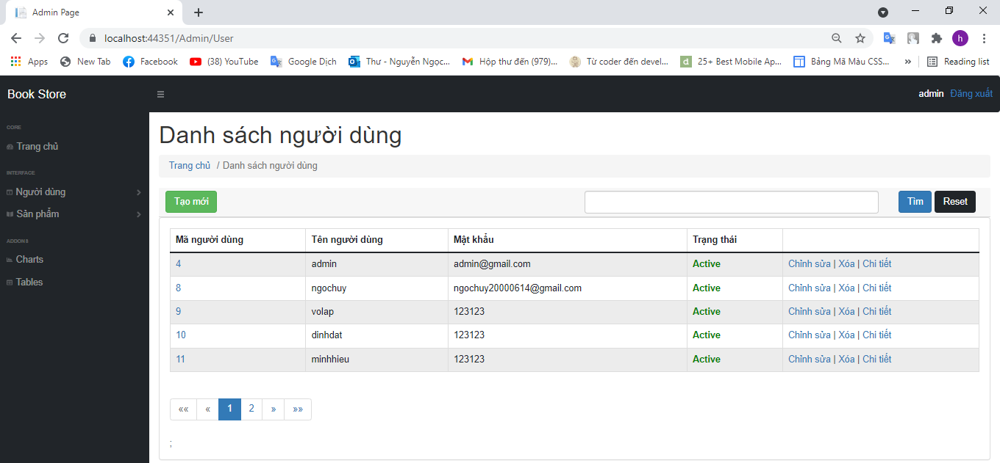 Admin Page
localhost:44351/Admin/User
h
Apps New Tab Facebook (38) YouTube Google Dịch Thư - Nguyễn Ngọc... Hộp thư đến (979)... Từ coder đến devel... d 25+ Best Mobile Ap... Bảng Mã Màu CSS... » Reading list
Book Store
admin Đăng xuất
CORE
Trang chủ
INTERFACE
Người dùng
Sản phẩm
ADDONS
Charts
Tables
Danh sách người dùng
Trang chủ / Danh sách người dùng
Tạo mới Tìm Reset
Mã người dùng Tên người dùng Mật khẩu Trạng thái
4 admin admin@gmail.com Active Chỉnh sửa | Xóa | Chi tiết
8 ngochuy ngochuy20000614@gmail.com Active Chỉnh sửa | Xóa | Chi tiết
9 volap 123123 Active Chỉnh sửa | Xóa | Chi tiết
10 dinhdat 123123 Active Chỉnh sửa | Xóa | Chi tiết
11 minhhieu 123123 Active Chỉnh sửa | Xóa | Chi tiết
«« « 1 2 » »»
;